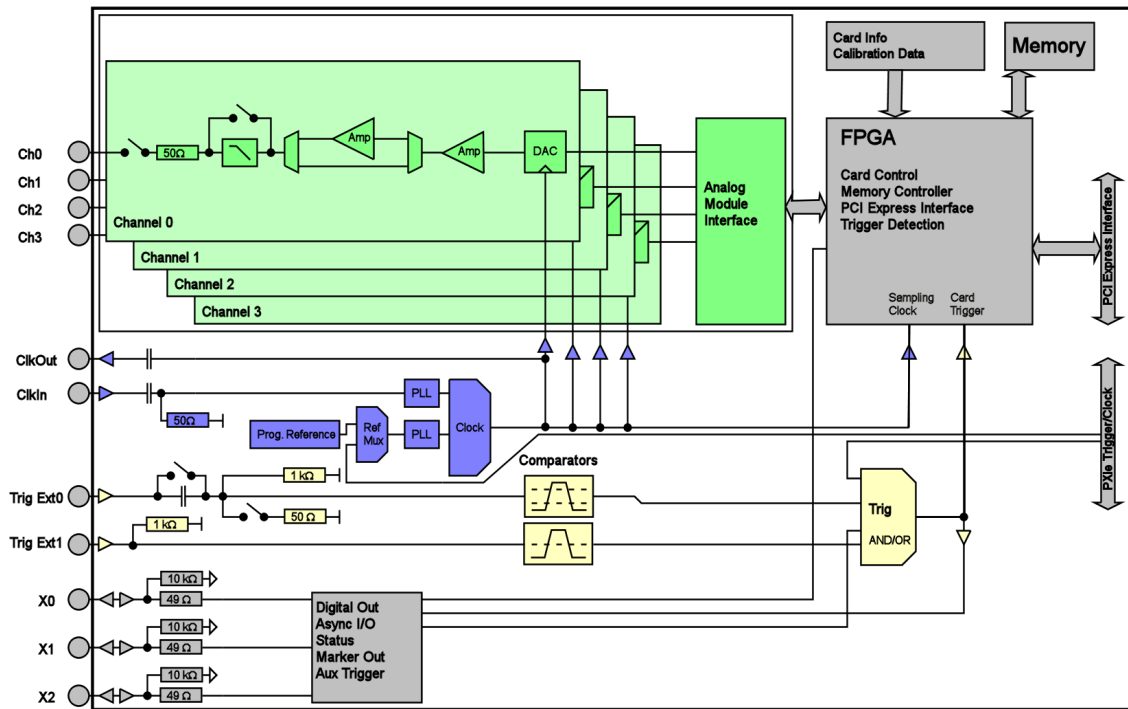 Card Info
Calibration Data
Memory
FPGA
Card Control
Memory Controller
PCI Express Interface
Trigger Detection
Sampling
Clock
Card
Trigger
PCI Express Interface
PXIe Trigger/Clock
Analog
Module
Interface
Ch0
Ch1
Ch2
Ch3
50Ω
Amp
Amp
DAC
Channel 0
Channel 1
Channel 2
Channel 3
ClkOut
ClkIn
50Ω
PLL
Prog. Reference
Ref
Mux
PLL
Clock
Comparators
Trig Ext0
1 kΩ
50 Ω
Trig Ext1
1 kΩ
Trig
AND/OR
X0
10 kΩ
49 Ω
X1
10 kΩ
49 Ω
X2
10 kΩ
49 Ω
Digital Out
Async I/O
Status
Marker Out
Aux Trigger